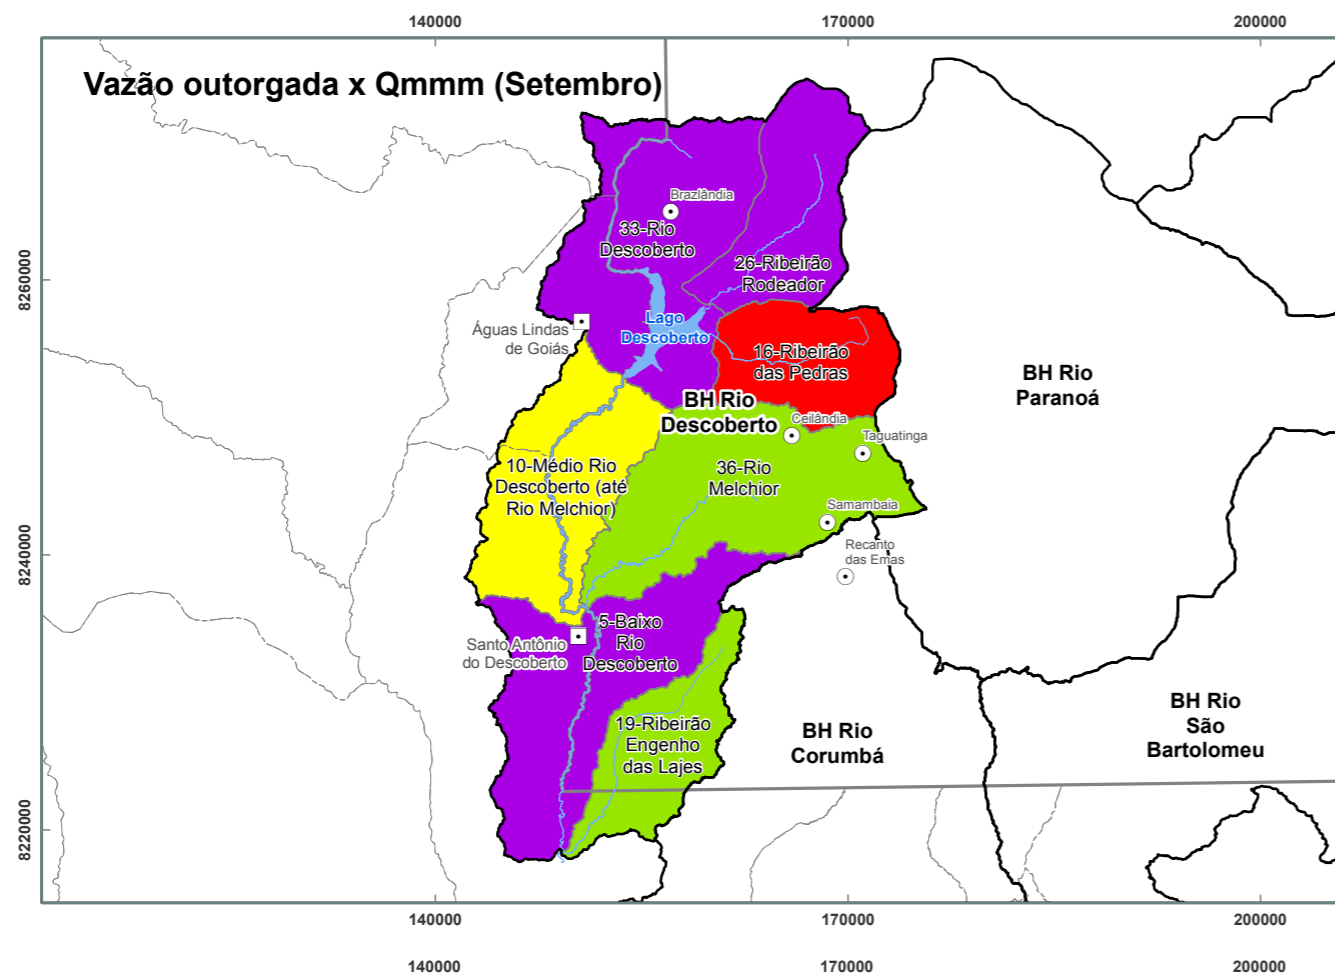 140000
170000
200000
Vazão outorgada x Qmmm (Setembro)
8260000
8240000
8220000
Brazlândia
33-Rio
Descoberto
26-Ribeirão
Rodeador
Lago
Descoberto
Águas Lindas
de Goiás
16-Ribeirão
das Pedras
BH Rio
Paranoá
BH Rio
Descoberto
Ceilândia
Taguatinga
10-Médio Rio
Descoberto (até
Rio Melchior)
36-Rio
Melchior
Samambaia
Recanto
das Emas
Santo Antônio
do Descoberto
5-Baixo
Rio
Descoberto
19-Ribeirão
Engenho
das Lajes
BH Rio
Corumbá
BH Rio
São
Bartolomeu
140000
170000
200000
140000
170000
200000